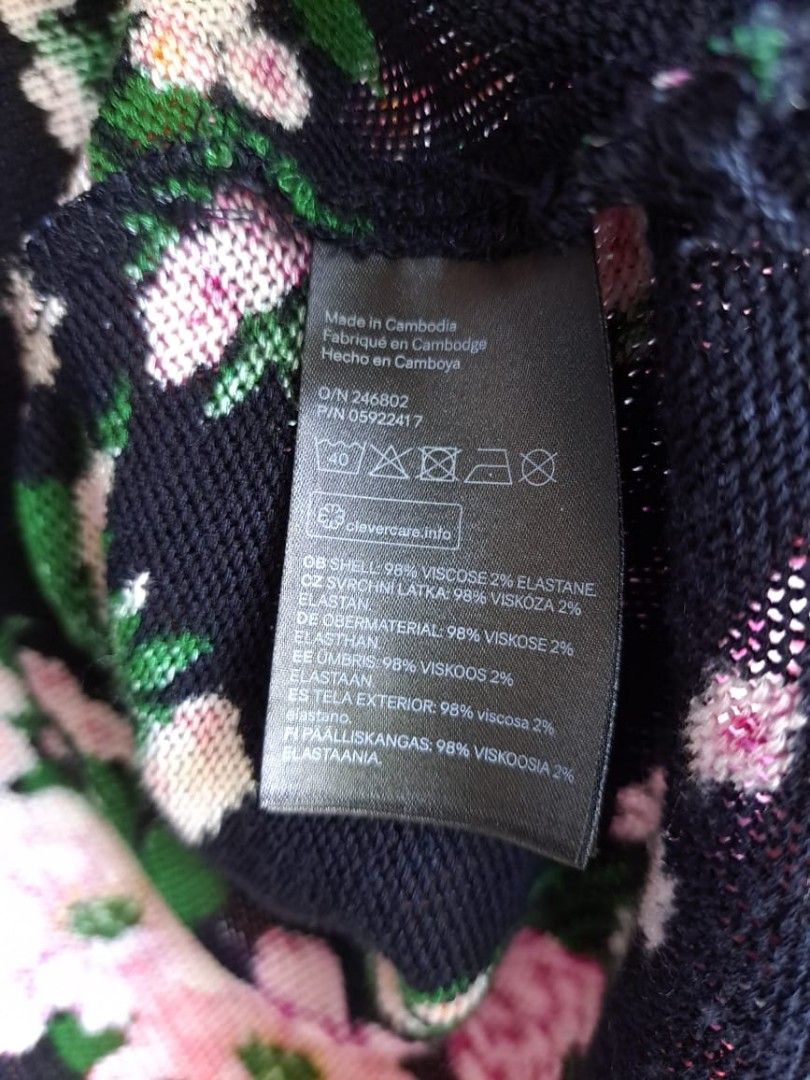 Made in Cambodia
Fabriqué en Cambodge
Hecho en Camboya
O/N 246802
P/N 05922417
40
clevercare.info
OB SHELL: 98% VISCOSE 2% ELASTANE.
CZ SVRCHNÍ LÁTKA: 98% VISKÓZA 2%
ELASTAN.
DE OBERMATERIAL: 98% VISKOSE 2%
ELASTHAN.
EE ÜMBRIS: 98% VISKOOS 2%
ELASTAAN.
ES TELA EXTERIOR: 98% viscosa 2%
elastano.
FI PÄÄLLISKANGAS: 98% VISKOOSIA 2%
ELASTAANIA.